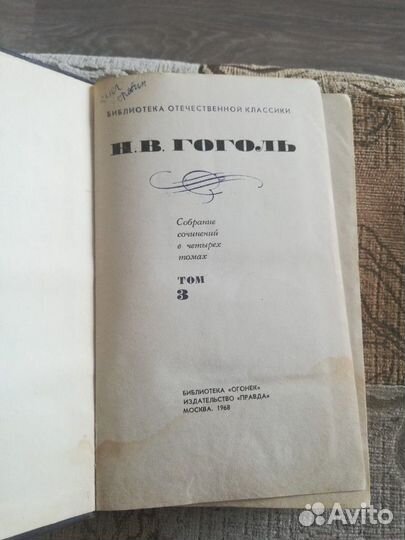 БИБЛИОТЕКА ОТЕЧЕСТВЕННОЙ КЛАССИКИ
Н.В. ГОГОЛЬ
Собрание
сочинений
в четырех
томах
ТОМ
3
БИБЛИОТЕКА «ОГОНЕК»
ИЗДАТЕЛЬСТВО «ПРАВДА»
МОСКВА. 1968
Avito